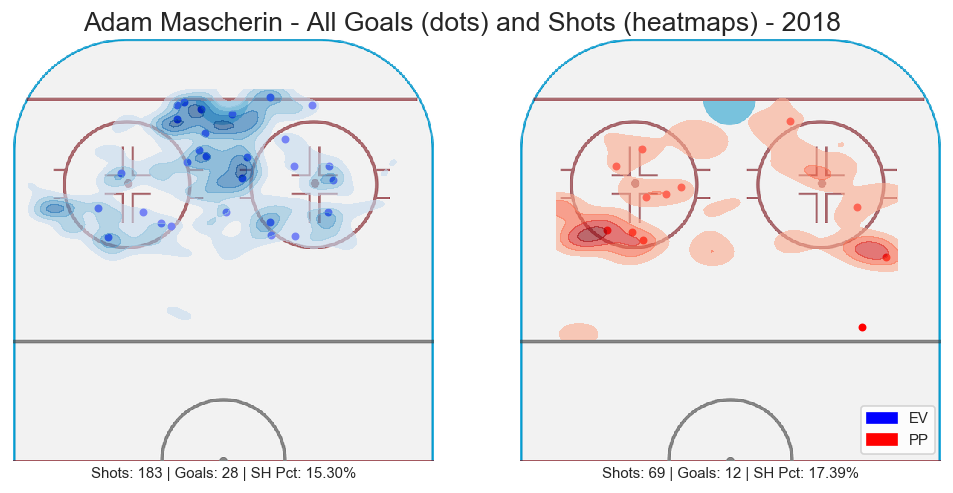 Adam Mascherin - All Goals (dots) and Shots (heatmaps) - 2018
EV
PP
Shots: 183 | Goals: 28 | SH Pct: 15.30%
Shots: 69 | Goals: 12 | SH Pct: 17.39%